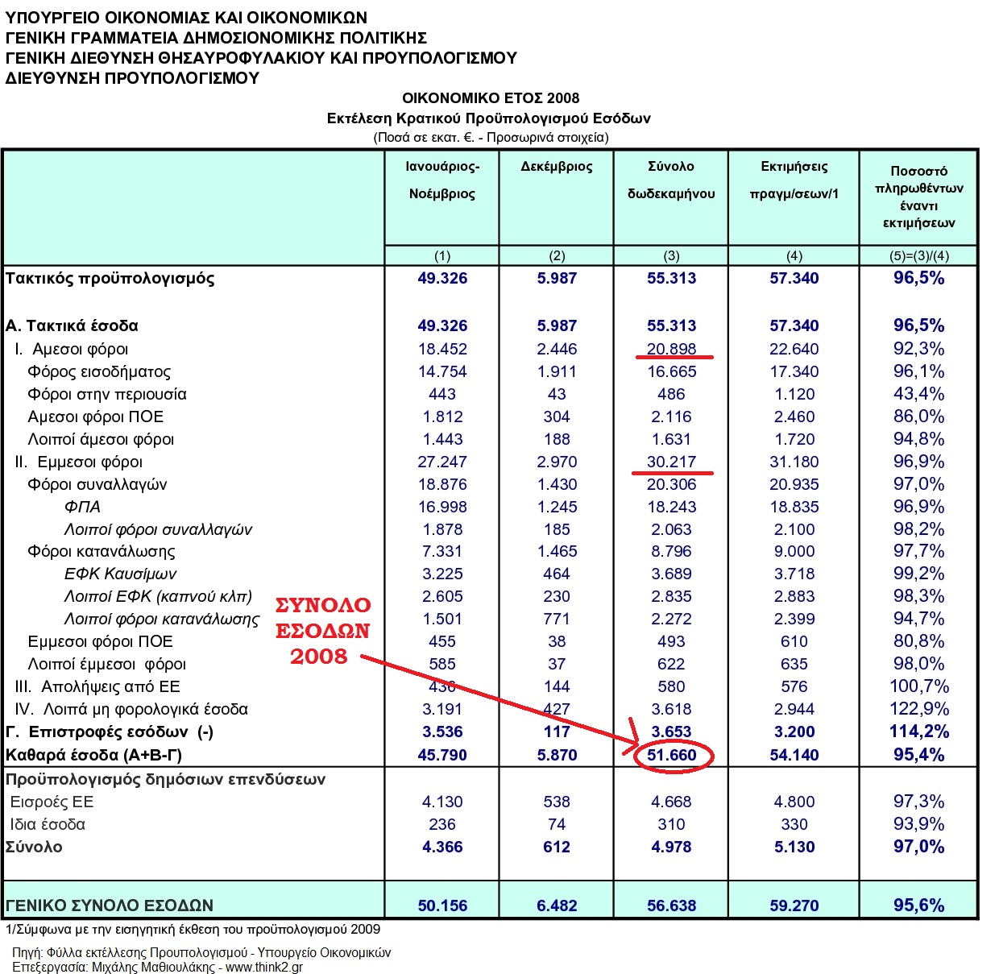 ΥΠΟΥΡΓΕΙΟ ΟΙΚΟΝΟΜΙΑΣ ΚΑΙ ΟΙΚΟΝΟΜΙΚΩΝ
ΓΕΝΙΚΗ ΓΡΑΜΜΑΤΕΙΑ ΔΗΜΟΣΙΟΝΟΜΙΚΗΣ ΠΟΛΙΤΙΚΗΣ
ΓΕΝΙΚΗ ΔΙΕΘΥΝΣΗ ΘΗΣΑΥΡΟΦΥΛΑΚΙΟΥ ΚΑΙ ΠΡΟΥΠΟΛΟΓΙΣΜΟΥ
ΔΙΕΥΘΥΝΣΗ ΠΡΟΥΠΟΛΟΓΙΣΜΟΥ
ΟΙΚΟΝΟΜΙΚΟ ΕΤΟΣ 2008
Εκτέλεση Κρατικού Προϋπολογισμού Εσόδων
(Ποσά σε εκατ. €. - Προσωρινά στοιχεία)
Ιανουάριος- Δεκέμβριος Σύνολο Εκτιμήσεις Ποσοστό
Νοέμβριος δωδεκαμήνου πραγμ/σεων/1 πληρωθέντων
έναντι
εκτιμήσεων
(1) (2) (3) (4) (5)=(3)/(4)
Τακτικός προϋπολογισμός 49.326 5.987 55.313 57.340 96,5%
Α. Τακτικά έσοδα 49.326 5.987 55.313 57.340 96,5%
I. Αμεσοι φόροι 18.452 2.446 20.898 22.640 92,3%
Φόρος εισοδήματος 14.754 1.911 16.665 17.340 96,1%
Φόροι στην περιουσία 443 43 486 1.120 43,4%
Αμεσοι φόροι ΠΟΕ 1.812 304 2.116 2.460 86,0%
Λοιποί άμεσοι φόροι 1.443 188 1.631 1.720 94,8%
II. Εμμεσοι φόροι 27.247 2.970 30.217 31.180 96,9%
Φόροι συναλλαγών 18.876 1.430 20.306 20.935 97,0%
ΦΠΑ 16.998 1.245 18.243 18.835 96,9%
Λοιποί φόροι συναλλαγών 1.878 185 2.063 2.100 98,2%
Φόροι κατανάλωσης 7.331 1.465 8.796 9.000 97,7%
ΕΦΚ Καυσίμων 3.225 464 3.689 3.718 99,2%
Λοιποί ΕΦΚ (καπνού κλπ) 2.605 230 2.835 2.883 98,3%
Λοιποί φόροι κατανάλωσης 1.501 771 2.272 2.399 94,7%
Εμμεσοι φόροι ΠΟΕ 455 38 493 610 80,8%
Λοιποί έμμεσοι φόροι 585 37 622 635 98,0%
III. Απολήψεις από ΕΕ 436 144 580 576 100,7%
IV. Λοιπά μη φορολογικά έσοδα 3.191 427 3.618 2.944 122,9%
Γ. Επιστροφές εσόδων (-) 3.536 117 3.653 3.200 114,2%
Καθαρά έσοδα (Α+Β-Γ) 45.790 5.870 51.660 54.140 95,4%
Προϋπολογισμός δημόσιων επενδύσεων
Εισροές ΕΕ 4.130 538 4.668 4.800 97,3%
Ιδια έσοδα 236 74 310 330 93,9%
Σύνολο 4.366 612 4.978 5.130 97,0%
ΓΕΝΙΚΟ ΣΥΝΟΛΟ ΕΣΟΔΩΝ 50.156 6.482 56.638 59.270 95,6%
1/Σύμφωνα με την εισηγητική έκθεση του προϋπολογισμού 2009
Πηγή: Φύλλα εκτέλλεσης Προυπολογισμού - Υπουργείο Οικονομικών
Επεξεργασία: Μιχάλης Μαθιουλάκης - www.think2.gr
ΣΥΝΟΛΟ
ΕΣΟΔΩΝ
2008